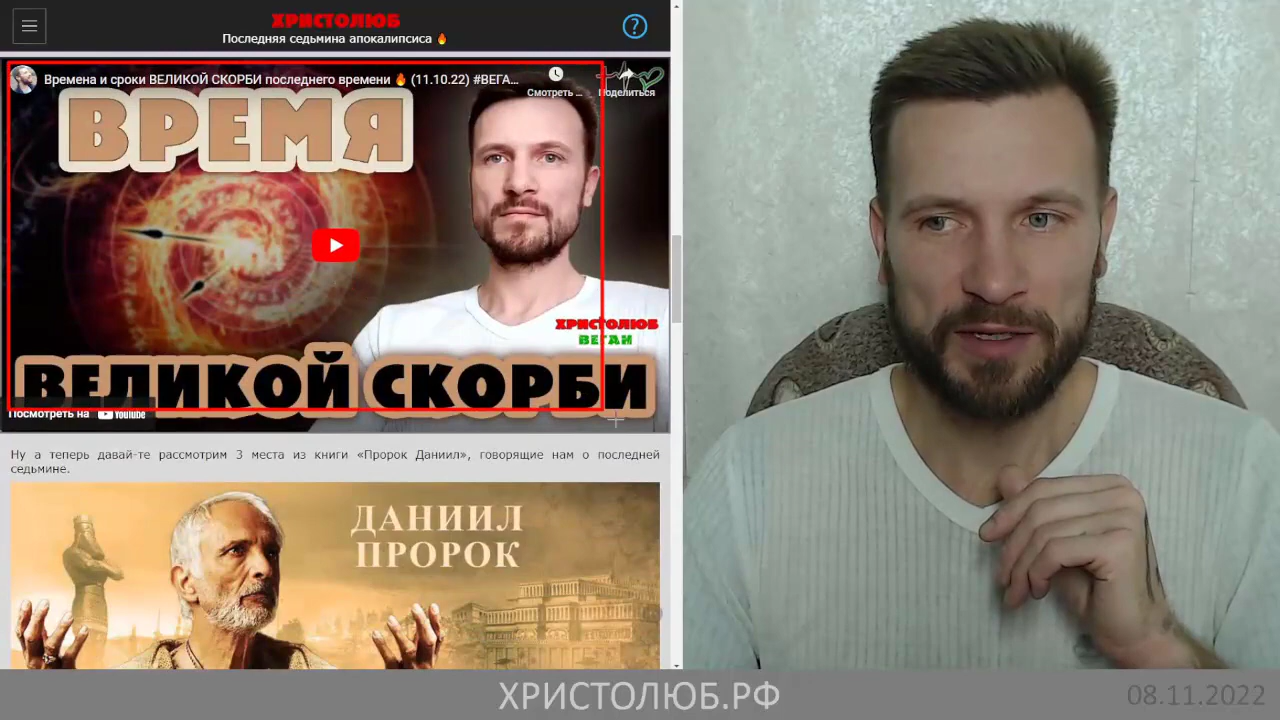 ХРИСТОЛЮБ
Последняя седьмина апокалипсиса
Времена и сроки ВЕЛИКОЙ СКОРБИ последнего времени 🔥 (11.10.22) #ВЕГА...
Смотреть ...
Поделиться
ВРЕМЯ
ХРИСТОЛЮБ
ВЕГАН
ВЕЛИКОЙ СКОРБИ
Посмотреть на YouTube
Ну а теперь давай-те рассмотрим 3 места из книги «Пророк Даниил», говорящие нам о последней
седьмине.
ДАНИИЛ
ПРОРОК
ХРИСТОЛЮБ.РФ
08.11.2022